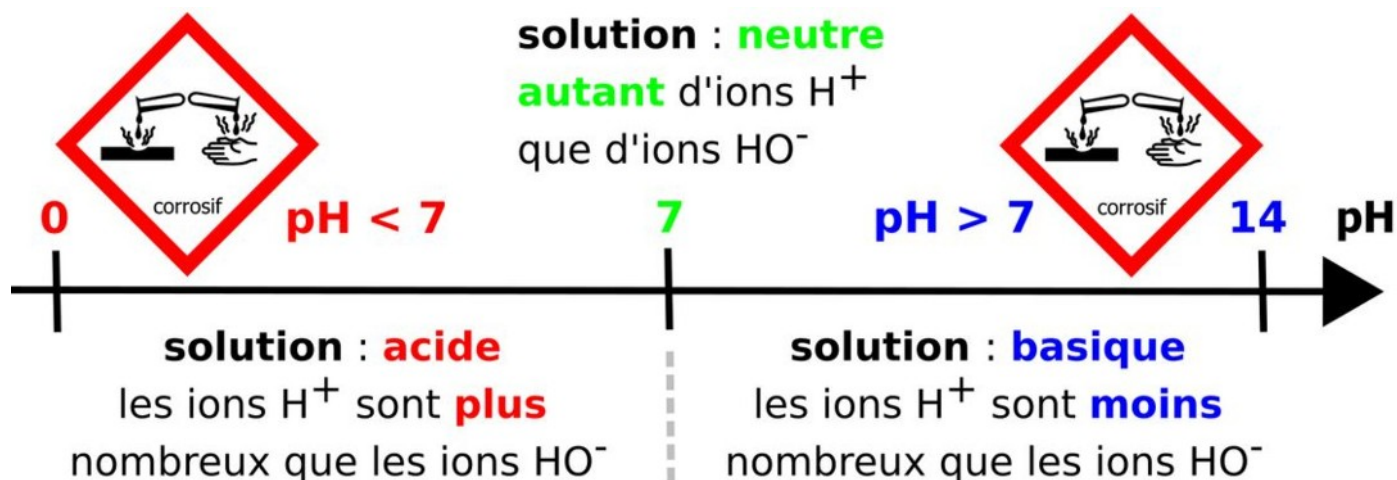 solution : neutre
autant d'ions H⁺
que d'ions HO⁻
corrosif
corrosif
0
pH < 7
7
pH > 7
14
pH
solution : acide
les ions H⁺ sont plus
nombreux que les ions HO⁻
solution : basique
les ions H⁺ sont moins
nombreux que les ions HO⁻